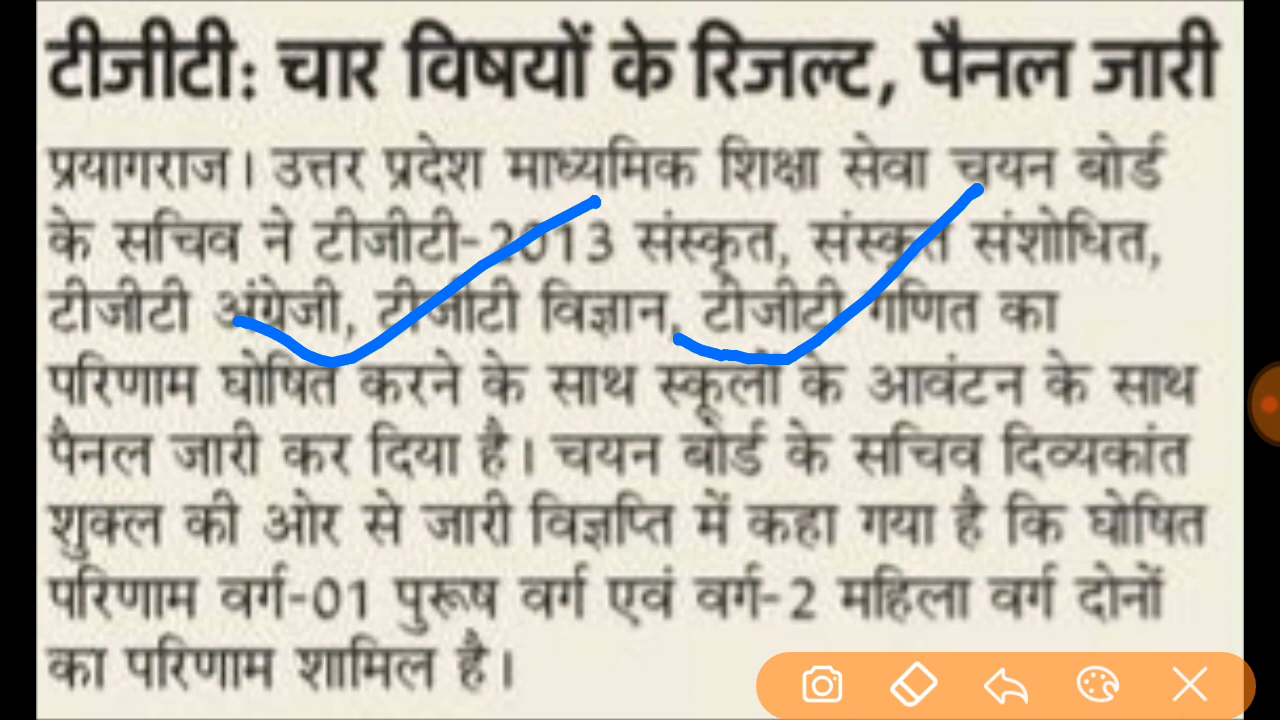 टीजीटी: चार विषयों के रिजल्ट, पैनल जारी
प्रयागराज। उत्तर प्रदेश माध्यमिक शिक्षा सेवा चयन बोर्ड
के सचिव ने टीजीटी-2013 संस्कृत, संस्कृत संशोधित,
टीजीटी अंग्रेजी, टीजीटी विज्ञान, टीजीटी गणित का
परिणाम घोषित करने के साथ स्कूलों के आवंटन के साथ
पैनल जारी कर दिया है। चयन बोर्ड के सचिव दिव्यकांत
शुक्ल की ओर से जारी विज्ञप्ति में कहा गया है कि घोषित
परिणाम वर्ग-01 पुरूष वर्ग एवं वर्ग-2 महिला वर्ग दोनों
का परिणाम शामिल है।